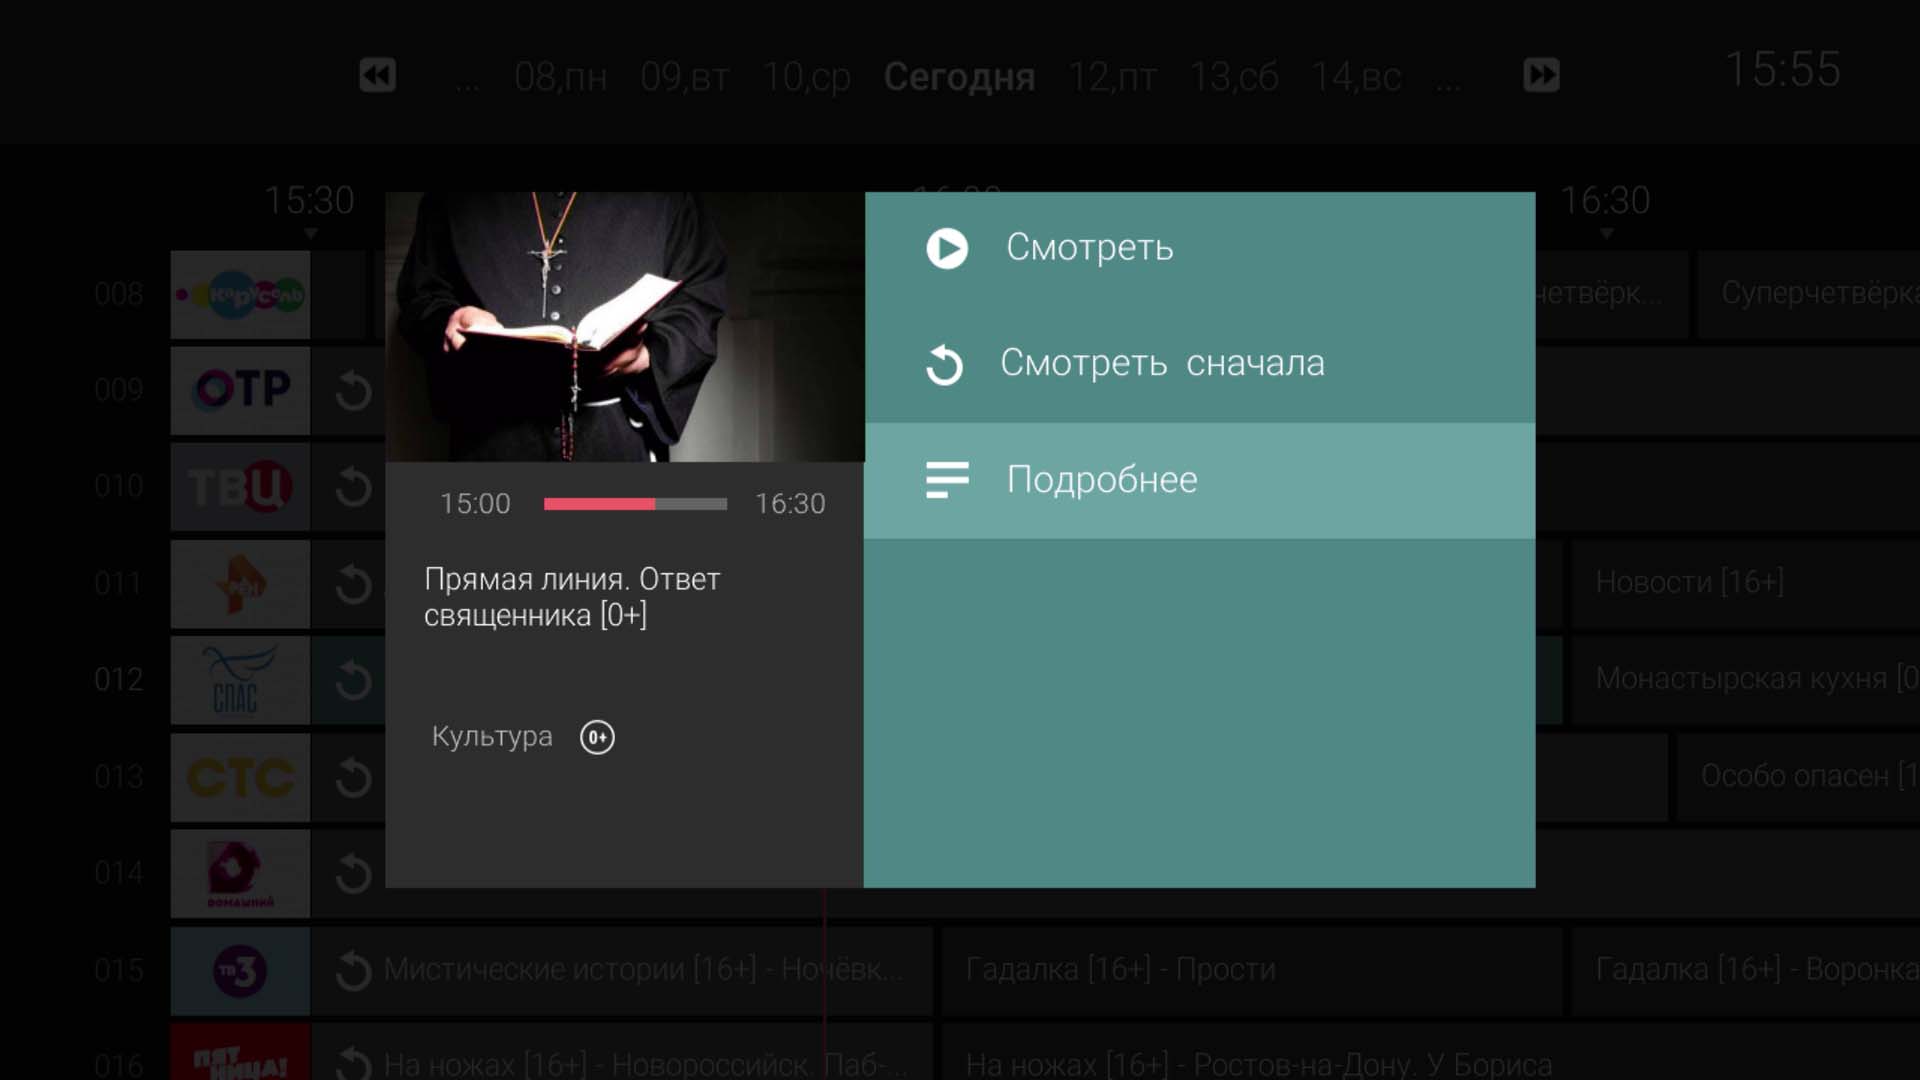 ... 08,пн 09,вт 10,ср Сегодня 12,пт 13,сб 14,вс ... 15:55
15:30 16:00 16:30
008 Карусель четвёрк... Суперчетвёрка
009 ОТР
010 ТВЦ
011 РЕН Новости [16+]
012 СПАС Монастырская кухня [0
013 СТС Особо опасен [1
014 Домашний
015 ТВ3 Мистические истории [16+] - Ночёвк... Гадалка [16+] - Прости Гадалка [16+] - Воронка
016 ПЯТНИЦА! На ножах [16+] - Новороссийск. Паб-... На ножах [16+] - Ростов-на-Дону. У Бориса
15:00 16:30
Прямая линия. Ответ
священника [0+]
Культура 0+
Смотреть
Смотреть сначала
Подробнее